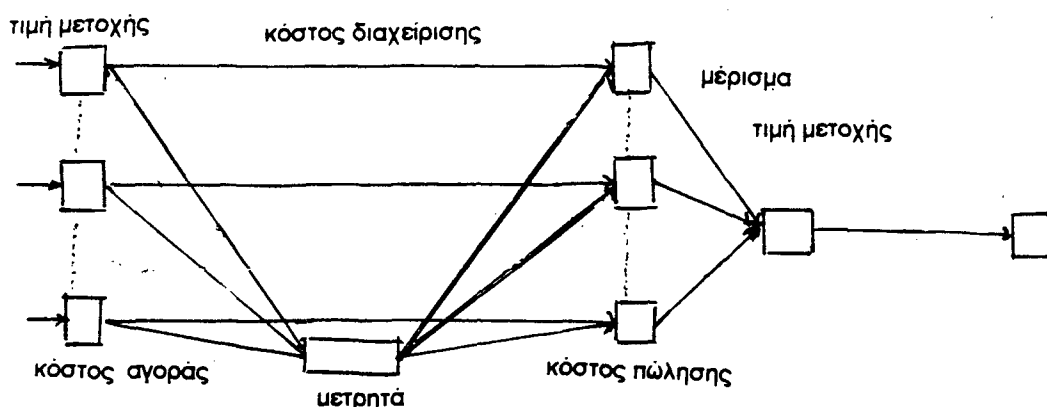 τιμή μετοχής
κόστος διαχείρισης
μέρισμα
τιμή μετοχής
κόστος αγοράς
μετρητά
κόστος πώλησης